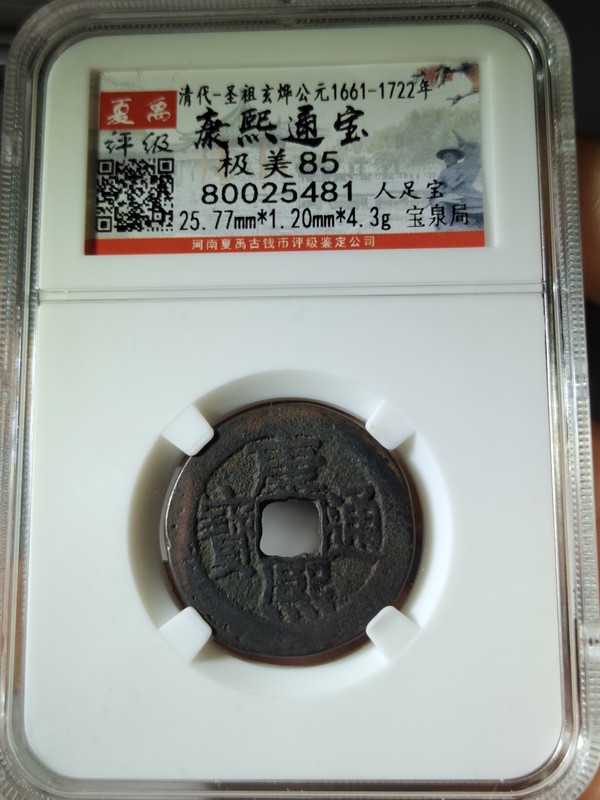 清代-圣祖玄烨公元1661-1722年
夏禹
评级
康熙通宝
极美85
80025481 人足宝
25.77mm*1.20mm*4.3g 宝泉局
河南夏禹古钱币评级鉴定公司
康熙通寶